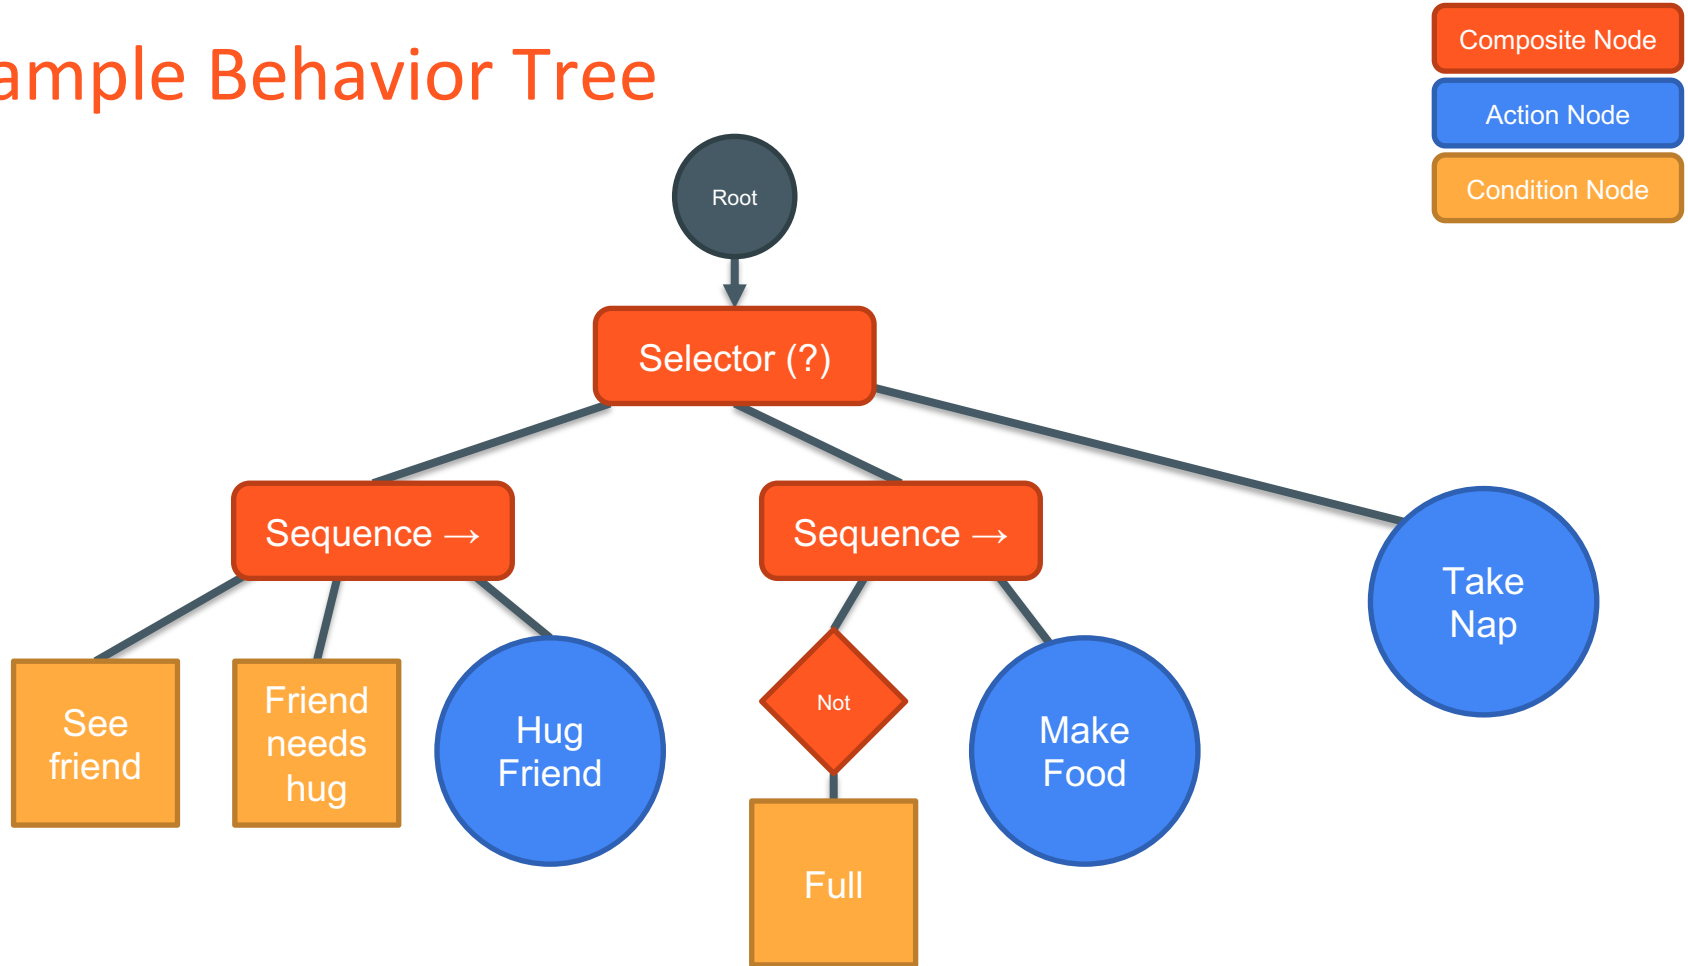 ample Behavior Tree
Composite Node
Action Node
Condition Node
Root
Selector (?)
Sequence →
Sequence →
Take
Nap
See
friend
Friend
needs
hug
Hug
Friend
Not
Make
Food
Full